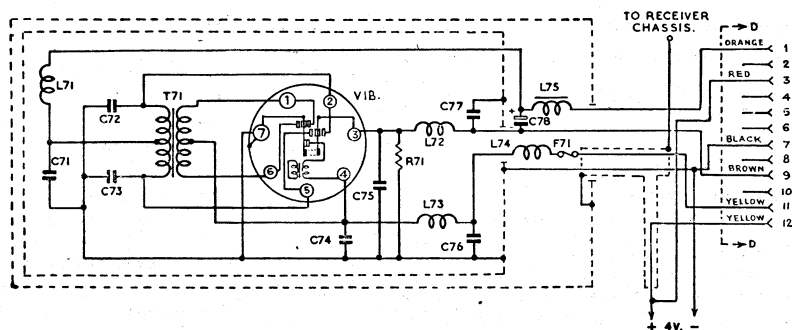 TO RECEIVER
CHASSIS.
D
ORANGE 1
2
RED 3
4
5
6
BLACK 7
8
BROWN 9
10
YELLOW 11
YELLOW 12
D
L71
C72
T71
C71
C73
VIB.
1
2
3
4
5
6
7
C77
C78
L75
L72
R71
C75
L74
F71
L73
C74
C76
+ 4V. −